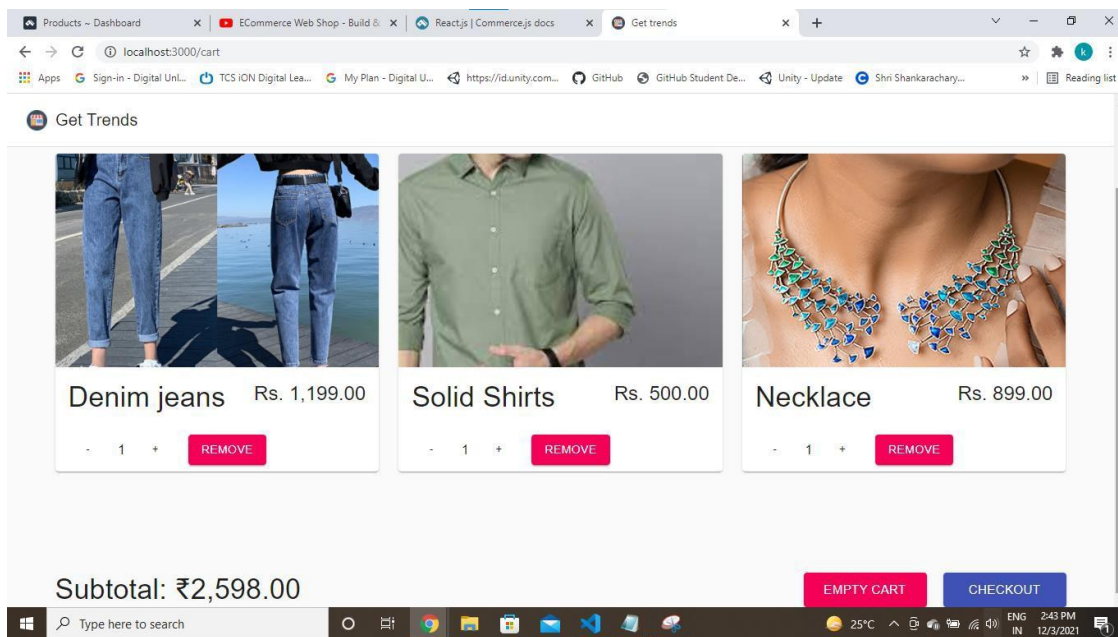 Products ~ Dashboard
ECommerce Web Shop - Build &
React.js | Commerce.js docs
Get trends
localhost:3000/cart
k
Apps
Sign-in - Digital Unl...
TCS iON Digital Lea...
My Plan - Digital U...
https://id.unity.com...
GitHub
GitHub Student De...
Unity - Update
Shri Shankarachary...
»
Reading list
Get Trends
Denim jeans Rs. 1,199.00
- 1 + REMOVE
Solid Shirts Rs. 500.00
- 1 + REMOVE
Necklace Rs. 899.00
- 1 + REMOVE
Subtotal: ₹2,598.00
EMPTY CART
CHECKOUT
Type here to search
25°C
ENG
IN
2:43 PM
12/3/2021